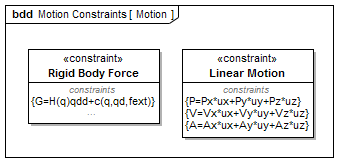 bdd Motion Constraints [ Motion ]
«constraint»
Rigid Body Force
constraints
{G=H(q)qdd+c(q,qd,fext)}
...
«constraint»
Linear Motion
constraints
{P=Px*ux+Py*uy+Pz*uz}
{V=Vx*ux+Vy*uy+Vz*uz}
{A=Ax*ux+Ay*uy+Az*uz}